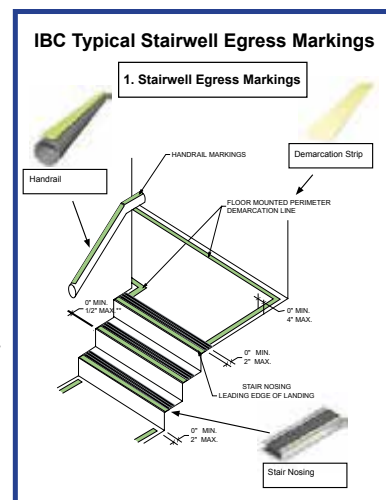 IBC Typical Stairwell Egress Markings
1. Stairwell Egress Markings
HANDRAIL MARKINGS
Demarcation Strip
Handrail
FLOOR MOUNTED PERIMETER
DEMARCATION LINE
0" MIN.
1/2" MAX.**
0" MIN.
4" MAX.
0" MIN.
2" MAX.
STAIR NOSING
LEADING EDGE OF LANDING
0" MIN.
2" MAX.
Stair Nosing